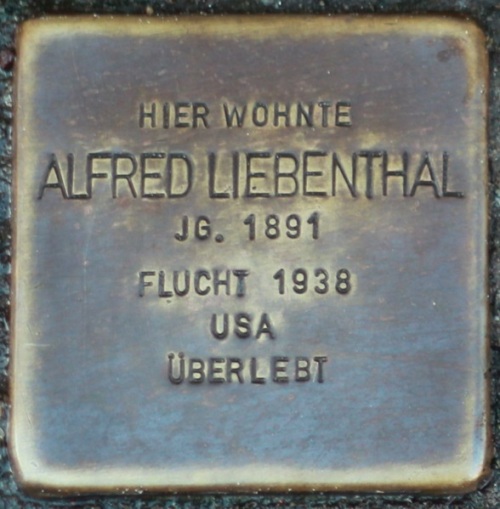 HIER WOHNTE
ALFRED LIEBENTHAL
JG. 1891
FLUCHT 1938
USA
ÜBERLEBT